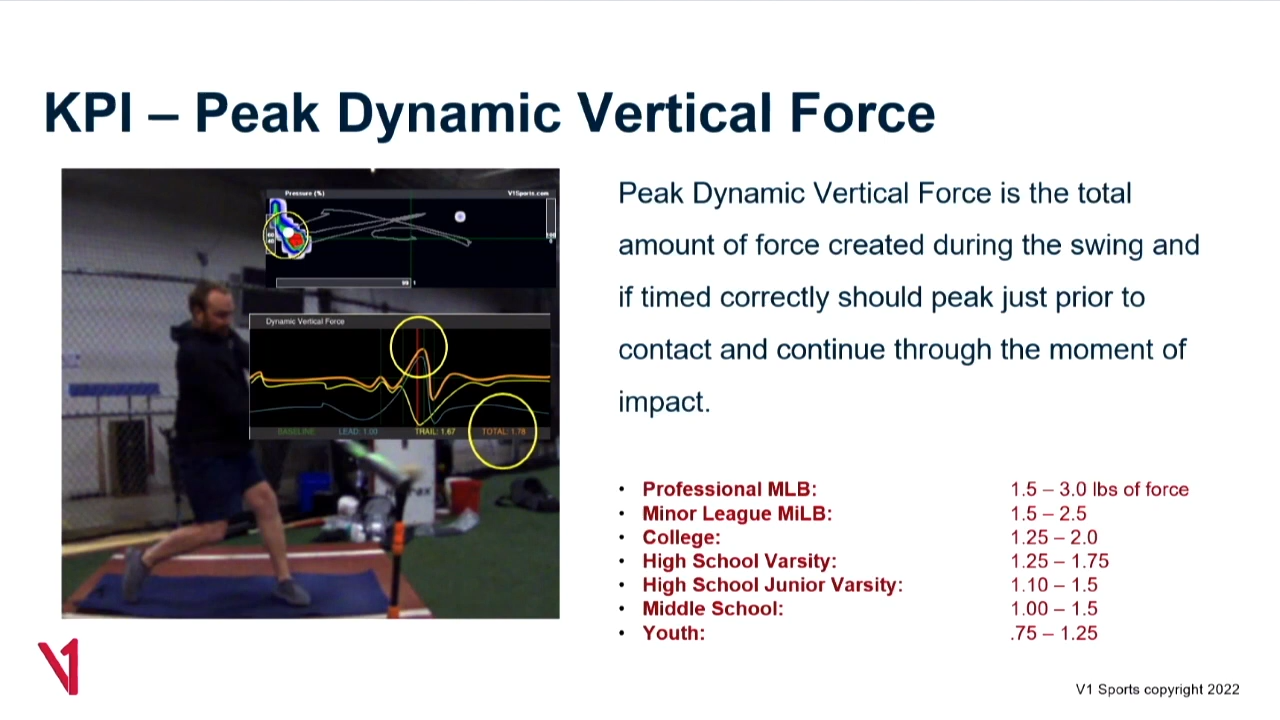 KPI – Peak Dynamic Vertical Force
Pressure (%)
V1Sports.com
Dynamic Vertical Force
BASELINE
LEAD: 1.00
TRAIL: 1.67
TOTAL: 1.78
Peak Dynamic Vertical Force is the total
amount of force created during the swing and
if timed correctly should peak just prior to
contact and continue through the moment of
impact.
• Professional MLB: 1.5 – 3.0 lbs of force
• Minor League MiLB: 1.5 – 2.5
• College: 1.25 – 2.0
• High School Varsity: 1.25 – 1.75
• High School Junior Varsity: 1.10 – 1.5
• Middle School: 1.00 – 1.5
• Youth: .75 – 1.25
V1
V1 Sports copyright 2022